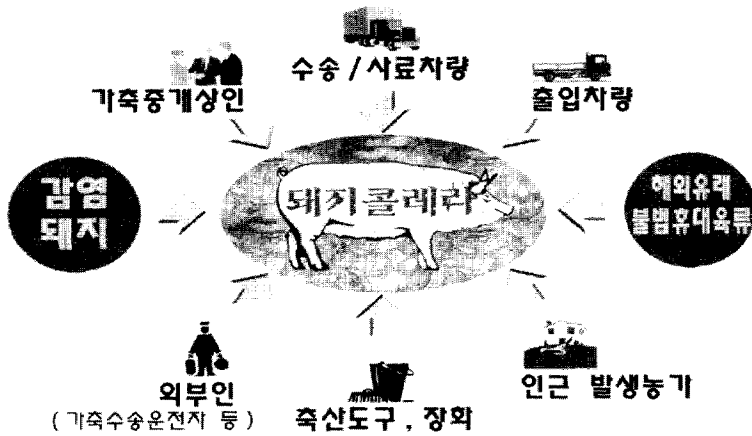 수송 / 사료차량
가축중개상인
출입차량
감염
돼지
돼지콜레라
해외유래
불법휴대육류
외부인
( 가축수송운전자 등 )
축산도구 , 장화
인근 발생농가